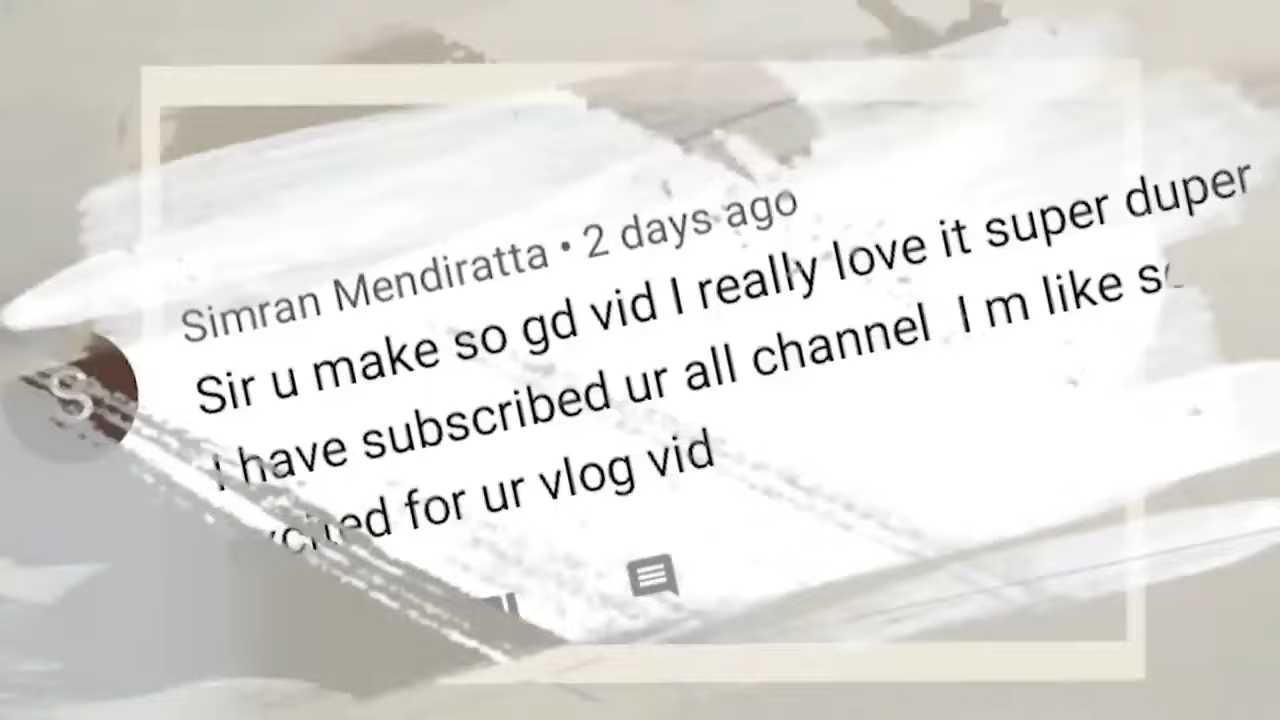 S
Simran Mendiratta • 2 days ago
Sir u make so gd vid I really love it super duper
I have subscribed ur all channel I m like
for ur vlog vid